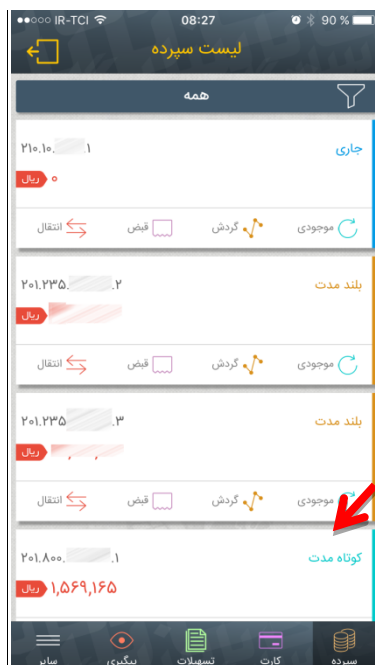 ●●○○○ IR-TCI 08:27 90 %
لیست سپرده
همه
جاری
۲۱۰.۱۰. .۱
۰ ریال
موجودی گردش قبض انتقال
بلند مدت
۲۰۱.۲۳۵. .۲
ریال
موجودی گردش قبض انتقال
بلند مدت
۲۰۱.۲۳۵ .۳
ریال
موجودی گردش قبض انتقال
کوتاه مدت
۲۰۱.۸۰۰. .۱
۱,۵۶۹,۱۶۵ ریال
سپرده کارت تسهیلات پیگیری سایر